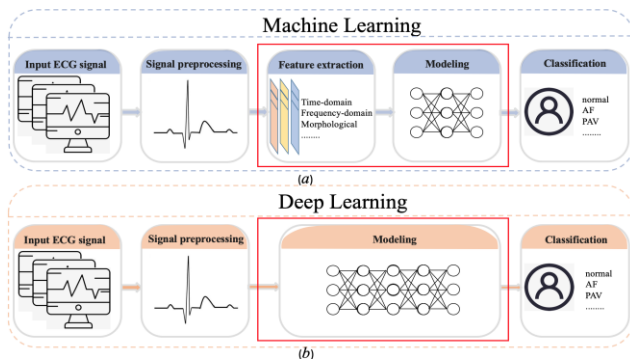 Machine Learning
Input ECG signal
Signal preprocessing
Feature extraction
Modeling
Classification
Time-domain
Frequency-domain
Morphological
........
normal
AF
PAV
........
(a)
Deep Learning
Input ECG signal
Signal preprocessing
Modeling
Classification
normal
AF
PAV
........
(b)